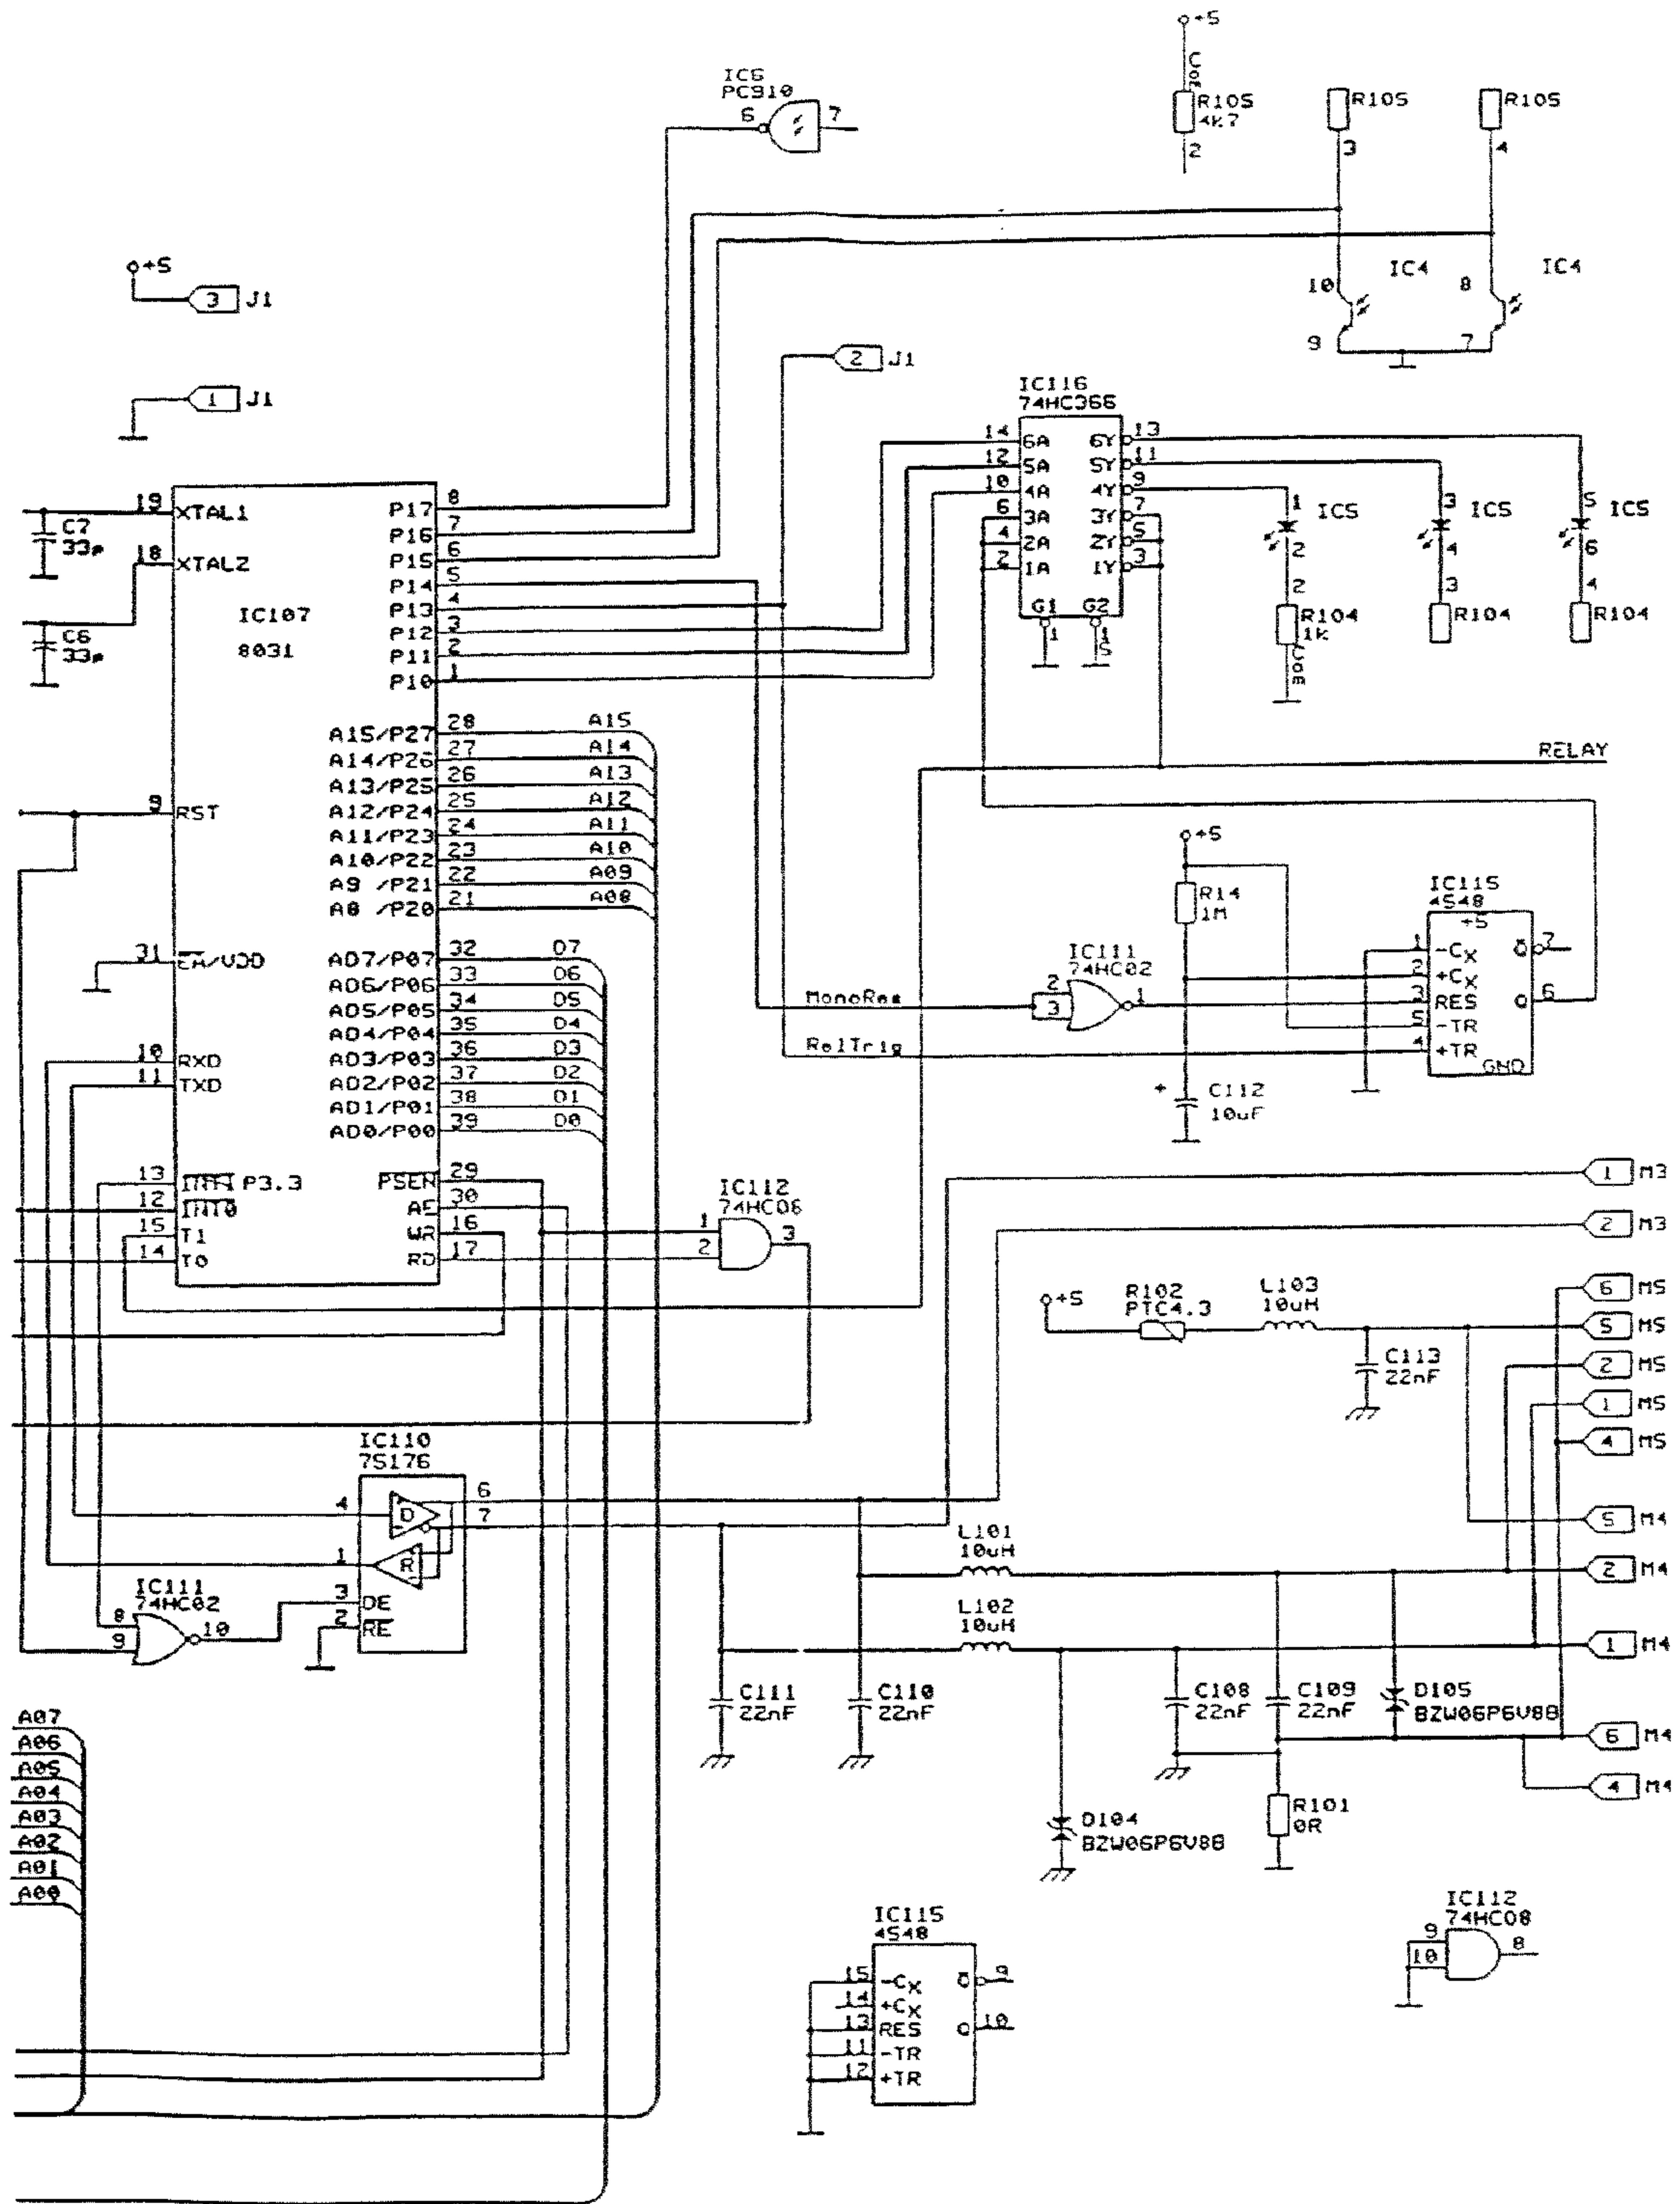 +5
Com
R105
4k7
2
R105
3
R105
4
IC6
PC910
6
7
+5
3 J1
1 J1
2 J1
10
IC4
9
8
IC4
7
IC116
74HC366
14 6A 6Y 13
12 5A 5Y 11
10 4A 4Y 9
6 3A 3Y 7
4 2A 2Y 5
2 1A 1Y 3
G1 G2
1 15
1 IC5
2
2
R104
1k
Com
3 IC5
4
3
R104
5 IC5
6
4
R104
C7
33p
C6
33p
IC107
8031
19 XTAL1
18 XTAL2
9 RST
31 EA/VDD
10 RXD
11 TXD
13 INT1 P3.3
12 INT0
15 T1
14 T0
P17 8
P16 7
P15 6
P14 5
P13 4
P12 3
P11 2
P10 1
A15/P27 28 A15
A14/P26 27 A14
A13/P25 26 A13
A12/P24 25 A12
A11/P23 24 A11
A10/P22 23 A10
A9 /P21 22 A09
A8 /P20 21 A08
AD7/P07 32 D7
AD6/P06 33 D6
AD5/P05 34 D5
AD4/P04 35 D4
AD3/P03 36 D3
AD2/P02 37 D2
AD1/P01 38 D1
AD0/P00 39 D0
PSEN 29
AE 30
WR 16
RD 17
RELAY
+5
R14
1M
IC111
74HC02
2
3
1
MonoRes
RelTrig
+
C112
10uF
IC115
4548
+5
1 -Cx Q 7
2 +Cx
3 RES Q 6
5 -TR
4 +TR
GND
IC112
74HC08
1
2
3
1 M3
2 M3
+5
R102
PTC4.3
L103
10uH
C113
22nF
6 M5
5 M5
2 M5
1 M5
4 M5
5 M4
2 M4
1 M4
6 M4
4 M4
IC110
75176
4 D 6
7
1 R
3 DE
2 RE
IC111
74HC02
8
9
10
L101
10uH
L102
10uH
C111
22nF
C110
22nF
C108
22nF
C109
22nF
D105
BZW06P6V8B
D104
BZW06P6V8B
R101
0R
A07
A06
A05
A04
A03
A02
A01
A00
IC115
4548
15 -Cx Q 9
14 +Cx
13 RES Q 10
11 -TR
12 +TR
IC112
74HC08
9
10
8